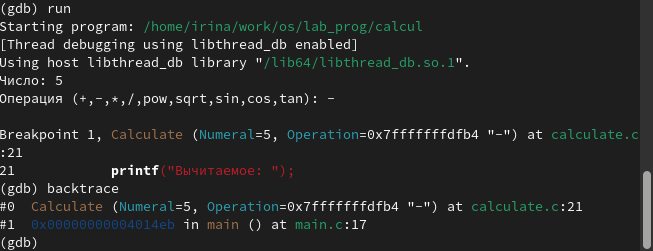 (gdb) run
Starting program: /home/irina/work/os/lab_prog/calcul
[Thread debugging using libthread_db enabled]
Using host libthread_db library "/lib64/libthread_db.so.1".
Число: 5
Операция (+,-,*,/,pow,sqrt,sin,cos,tan): -
Breakpoint 1, Calculate (Numeral=5, Operation=0x7fffffffdfb4 "-") at calculate.c
:21
21 printf("Вычитаемое: ");
(gdb) backtrace
#0 Calculate (Numeral=5, Operation=0x7fffffffdfb4 "-") at calculate.c:21
#1 0x00000000004014eb in main () at main.c:17
(gdb)